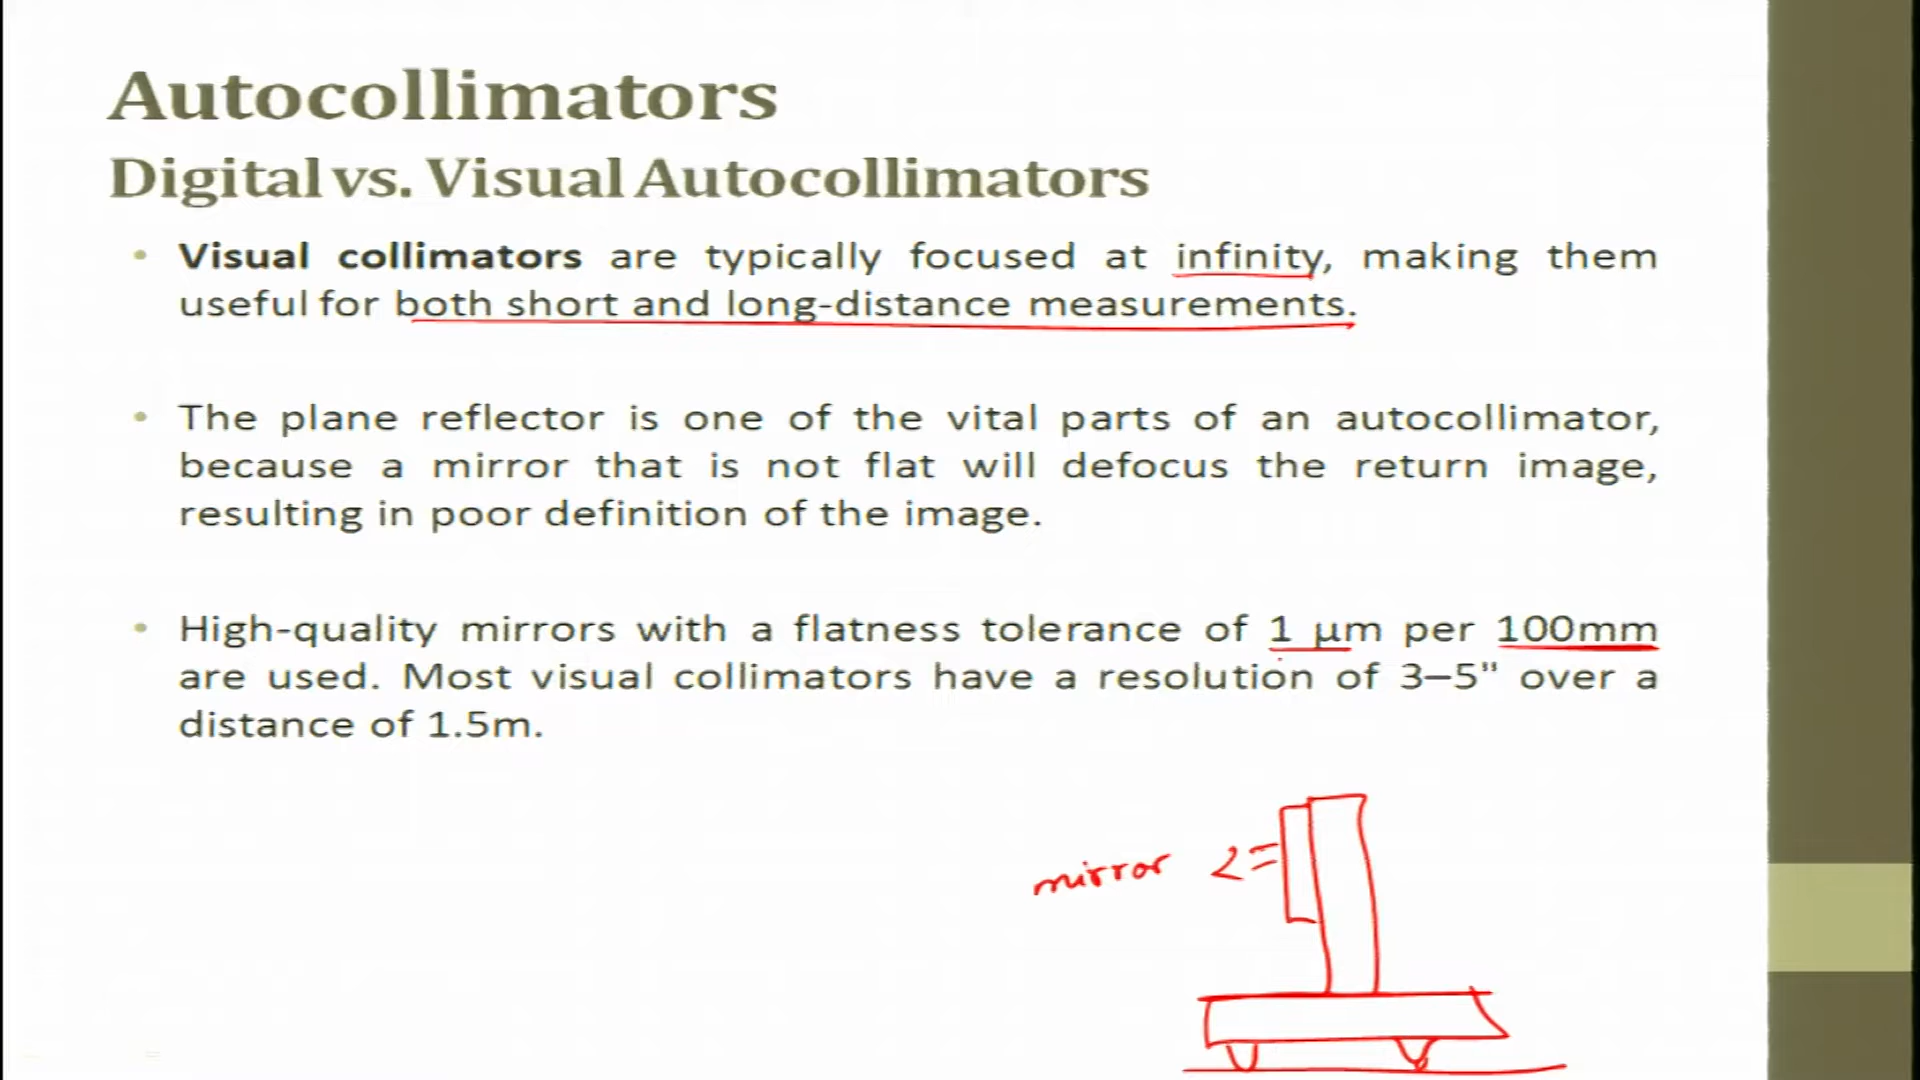 Autocollimators
Digital vs. Visual Autocollimators
• Visual collimators are typically focused at infinity, making them
useful for both short and long-distance measurements.
• The plane reflector is one of the vital parts of an autocollimator,
because a mirror that is not flat will defocus the return image,
resulting in poor definition of the image.
• High-quality mirrors with a flatness tolerance of 1 μm per 100mm
are used. Most visual collimators have a resolution of 3–5" over a
distance of 1.5m.
mirror